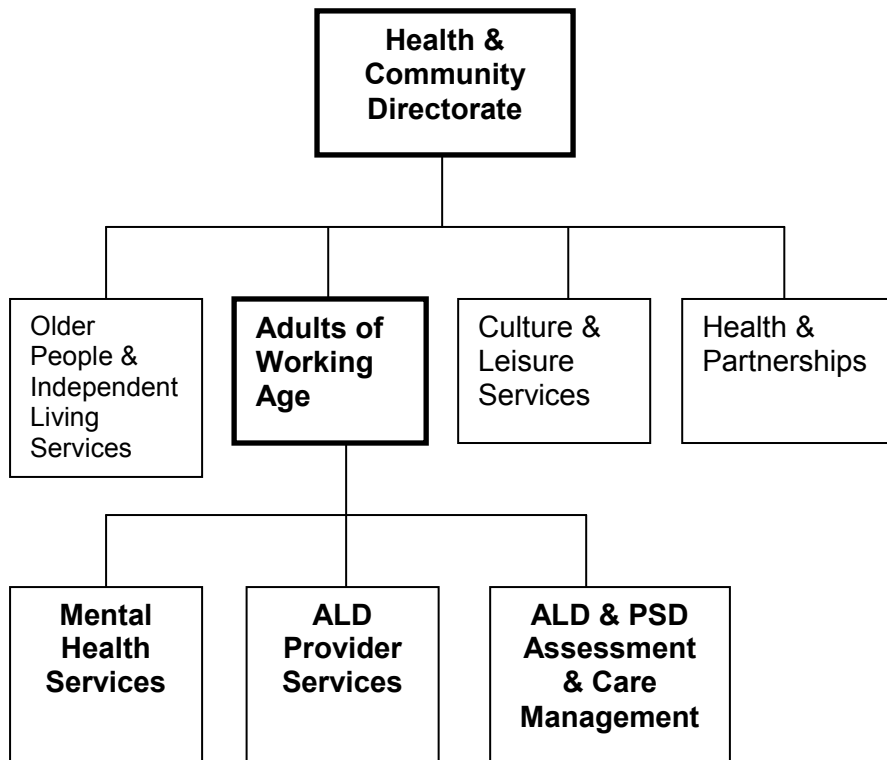 Health &
Community
Directorate
Older
People &
Independent
Living
Services
Adults of
Working
Age
Culture &
Leisure
Services
Health &
Partnerships
Mental
Health
Services
ALD
Provider
Services
ALD & PSD
Assessment
& Care
Management